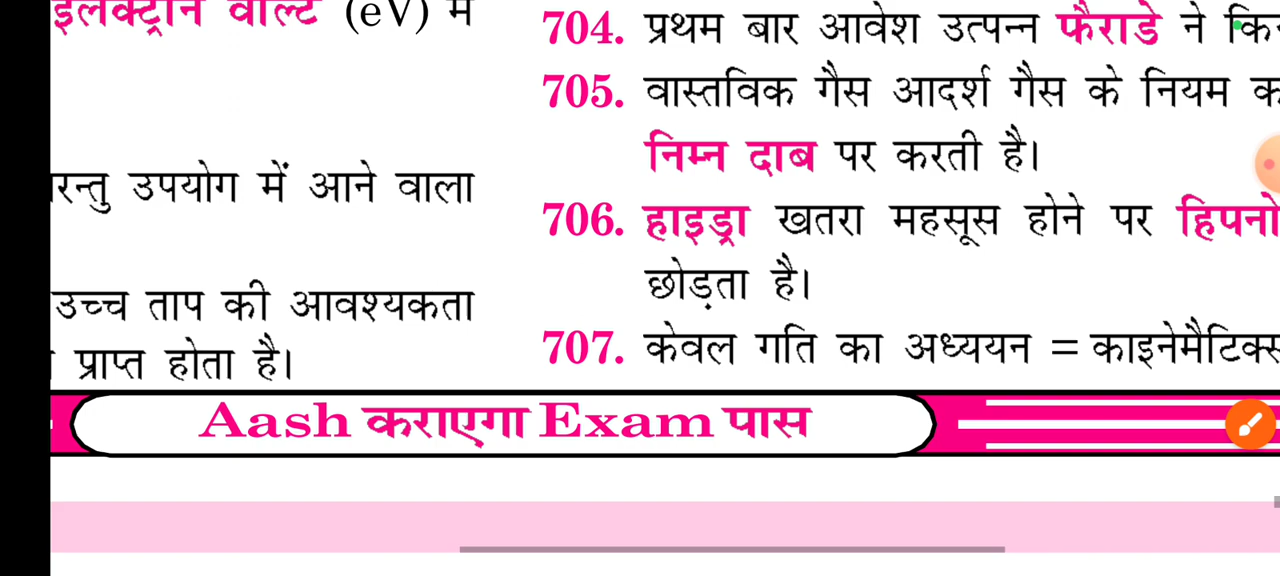 इलेक्ट्रॉन वोल्ट (eV) में
उपयोग में आने वाला
उच्च ताप की आवश्यकता
प्राप्त होता है।
704. प्रथम बार आवेश उत्पन्न फैराडे ने
705. वास्तविक गैस आदर्श गैस के नियम
निम्न दाब पर करती है।
706. हाइड्रा खतरा महसूस होने पर
छोड़ता है।
707. केवल गति का अध्ययन = काइनेमैटिक्स
Aash कराएगा Exam पास